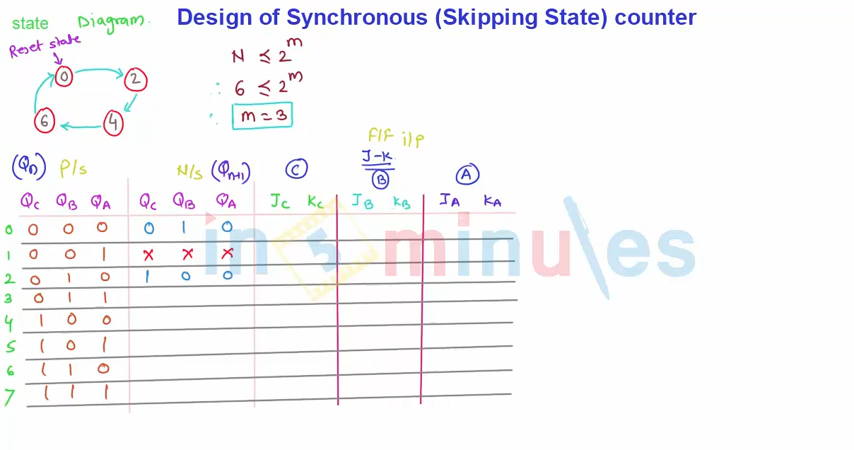 Design of Synchronous (Skipping State) counter
state Diagram.
Reset state
0 2
6 4
N ≤ 2^m
∴ 6 ≤ 2^m
∴ m = 3
F/F i/p
J-K
(Qn) P/s N/s (Qn+1) C B A
QC QB QA QC QB QA JC KC JB KB JA KA
0 0 0 0 0 1 0
1 0 0 1 x x x
2 0 1 0 1 0 0
3 0 1 1
4 1 0 0
5 1 0 1
6 1 1 0
7 1 1 1
in 5 minutes